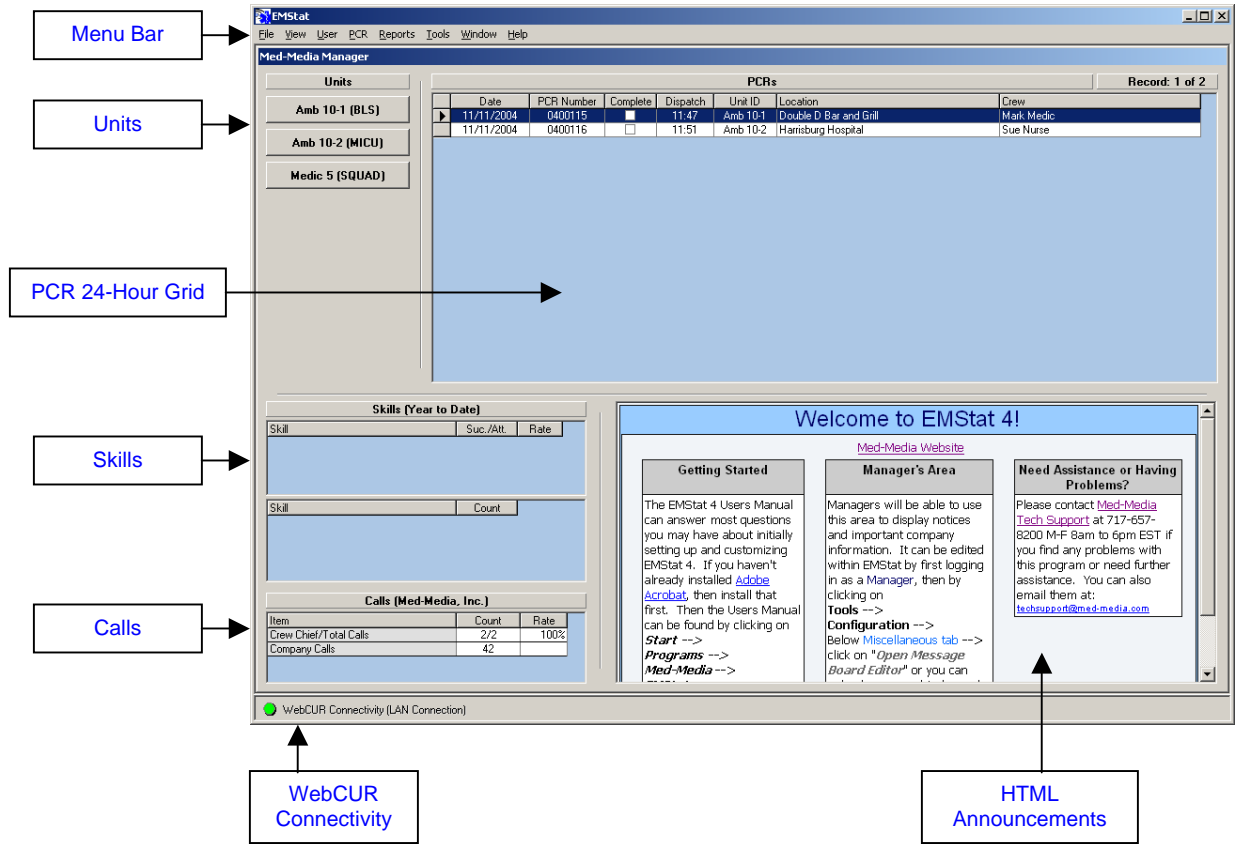 EMStat
Menu Bar
File View User PCR Reports Tools Window Help
Med-Media Manager
Units
PCRs
Record: 1 of 2
Units
Amb 10-1 (BLS)
Amb 10-2 (MICU)
Medic 5 (SQUAD)
Date PCR Number Complete Dispatch Unit ID Location Crew
11/11/2004 0400115 11:47 Amb 10-1 Double D Bar and Grill Mark Medic
11/11/2004 0400116 11:51 Amb 10-2 Harrisburg Hospital Sue Nurse
PCR 24-Hour Grid
Skills
Skills (Year to Date)
Skill Suc./Att. Rate
Skill Count
Calls
Calls (Med-Media, Inc.)
Item Count Rate
Crew Chief/Total Calls 2/2 100%
Company Calls 42
Welcome to EMStat 4!
Med-Media Website
Getting Started
The EMStat 4 Users Manual
can answer most questions
you may have about initially
setting up and customizing
EMStat 4. If you haven't
already installed Adobe
Acrobat, then install that
first. Then the Users Manual
can be found by clicking on
Start -->
Programs -->
Med-Media -->
Manager's Area
Managers will be able to use
this area to display notices
and important company
information. It can be edited
within EMStat by first logging
in as a Manager, then by
clicking on
Tools -->
Configuration -->
Below Miscellaneous tab -->
click on "Open Message
Board Editor" or you can
Need Assistance or Having
Problems?
Please contact Med-Media
Tech Support at 717-657-
8200 M-F 8am to 6pm EST if
you find any problems with
this program or need further
assistance. You can also
email them at:
techsupport@med-media.com
WebCUR Connectivity (LAN Connection)
WebCUR
Connectivity
HTML
Announcements